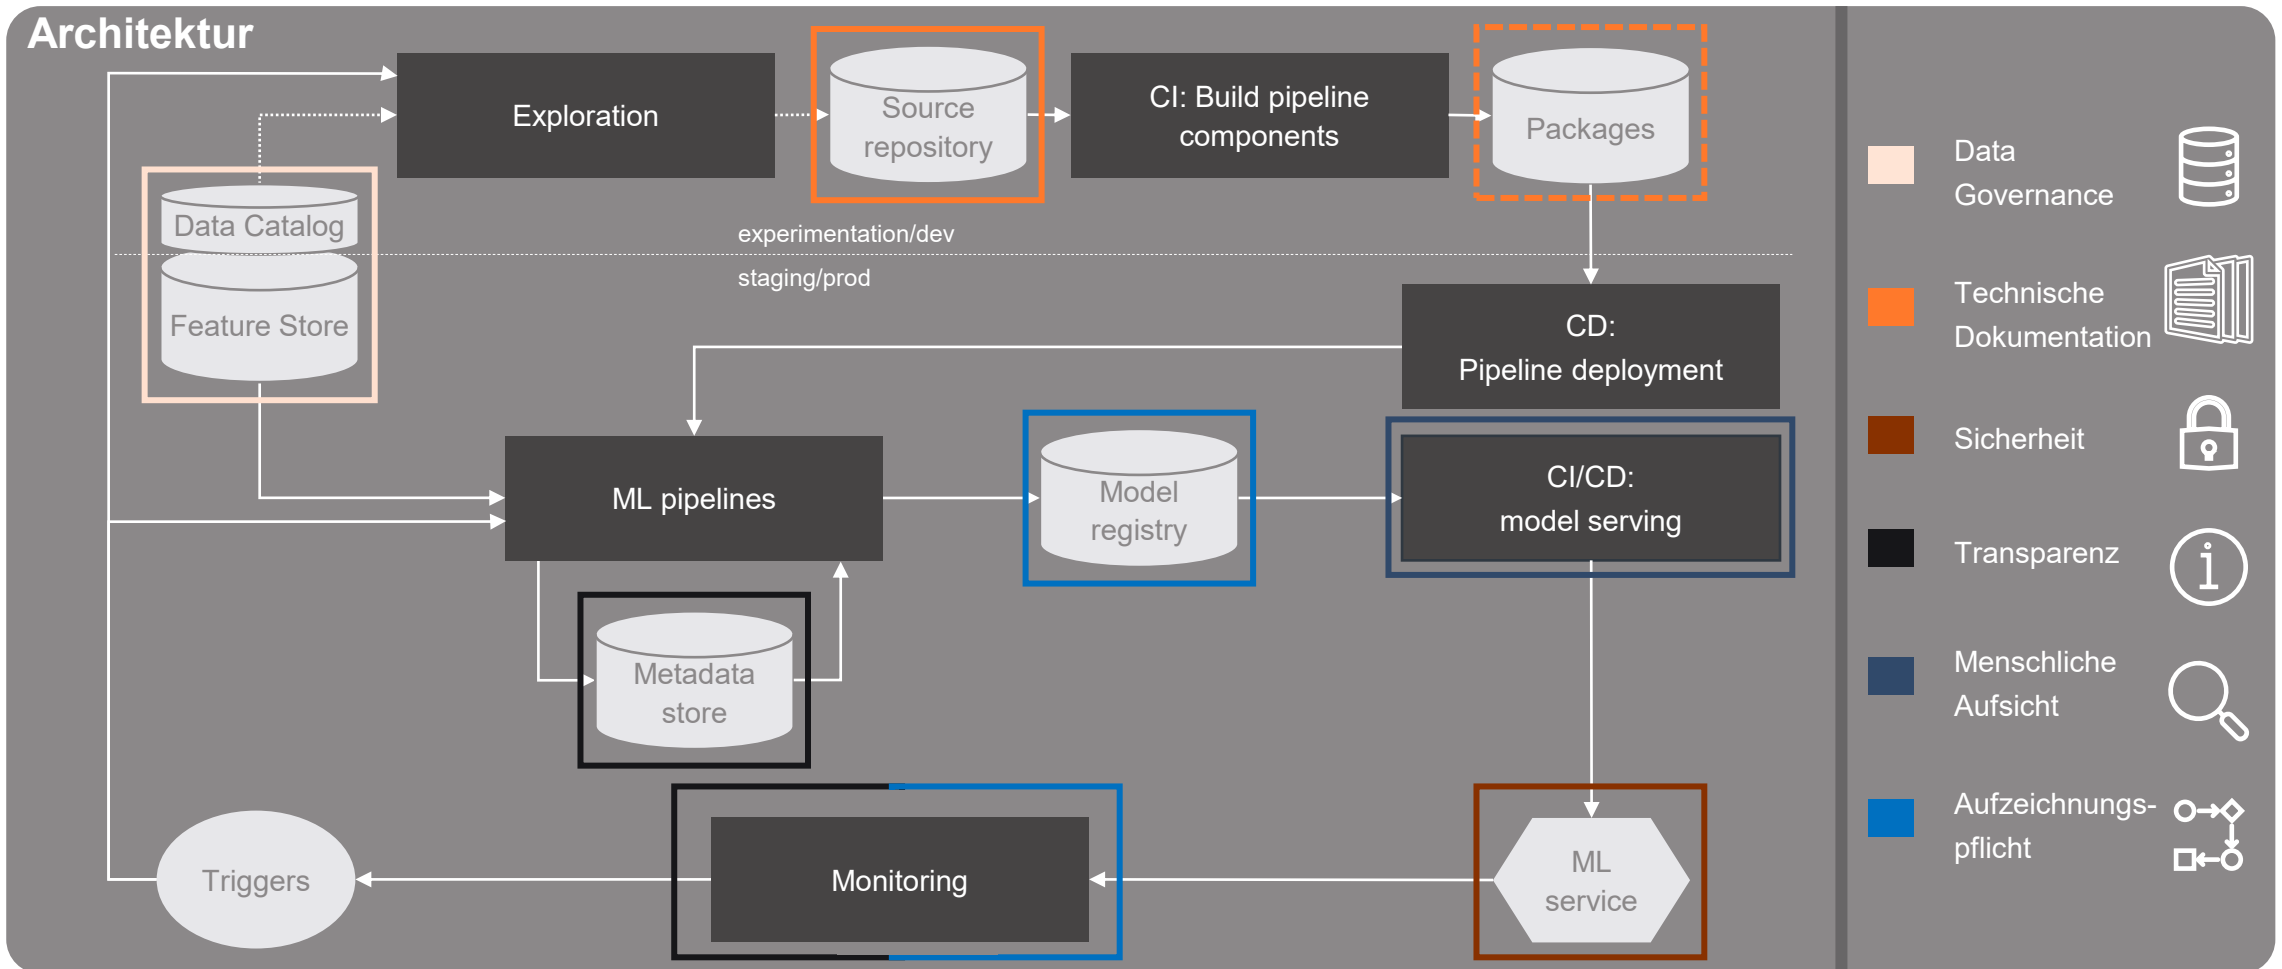 Architektur
Exploration
Source
repository
CI: Build pipeline
components
Packages
Data Catalog
Feature Store
experimentation/dev
staging/prod
CD:
Pipeline deployment
ML pipelines
Model
registry
CI/CD:
model serving
Metadata
store
Triggers
Monitoring
ML
service
Data
Governance
Technische
Dokumentation
Sicherheit
Transparenz
Menschliche
Aufsicht
Aufzeichnungs-
pflicht